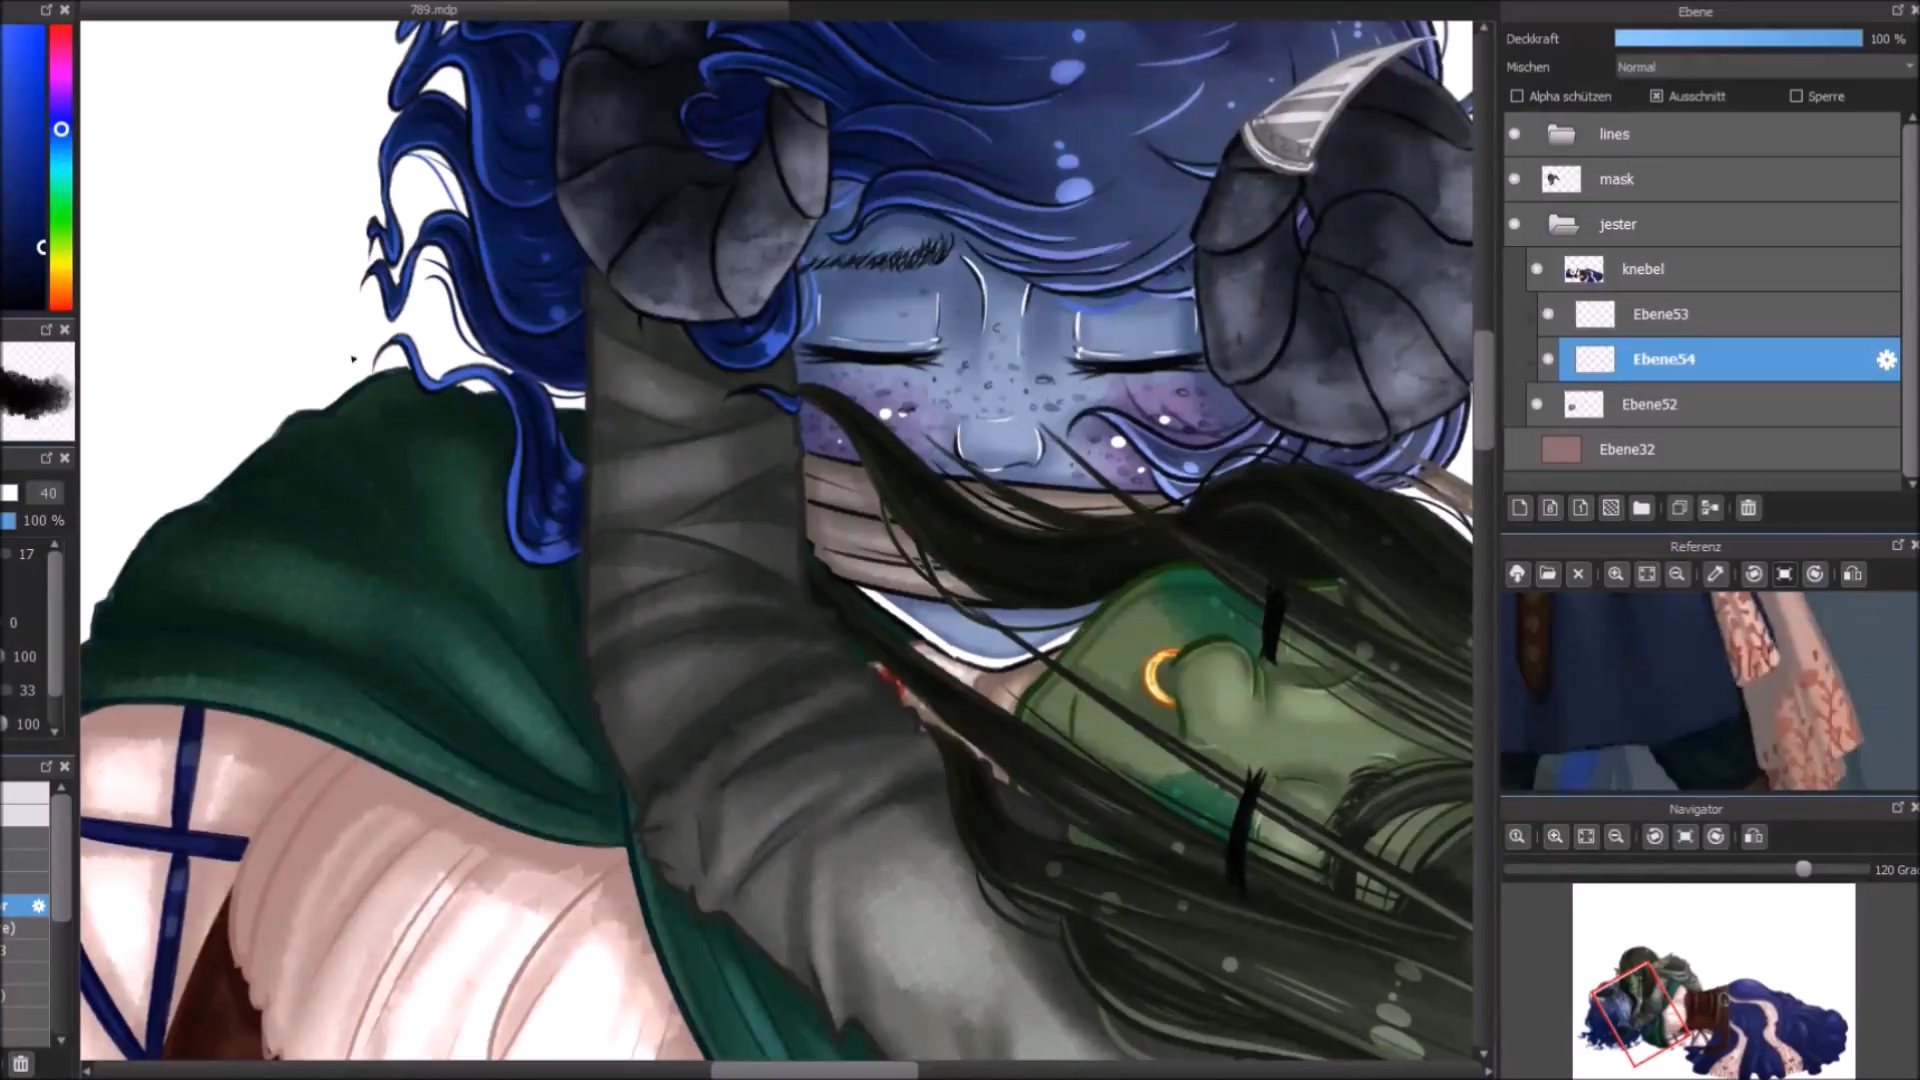 789.mdp
Ebene
Deckkraft 100 %
Mischen Normal
Alpha schützen Ausschnitt Sperre
lines
mask
jester
knebel
Ebene53
Ebene54
Ebene52
Ebene32
Referenz
Navigator
120 Grad
40
100 %
17
0
100
33
100
r
e)
3
)